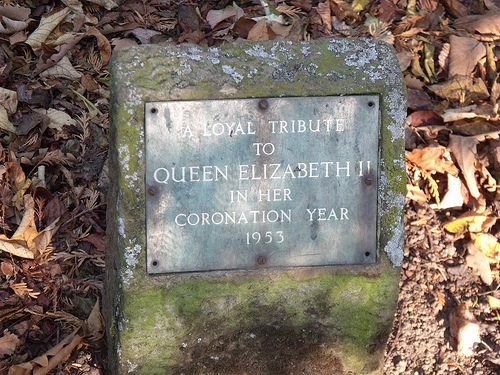 A LOYAL TRIBUTE
TO
QUEEN ELIZABETH II
IN HER
CORONATION YEAR
1953